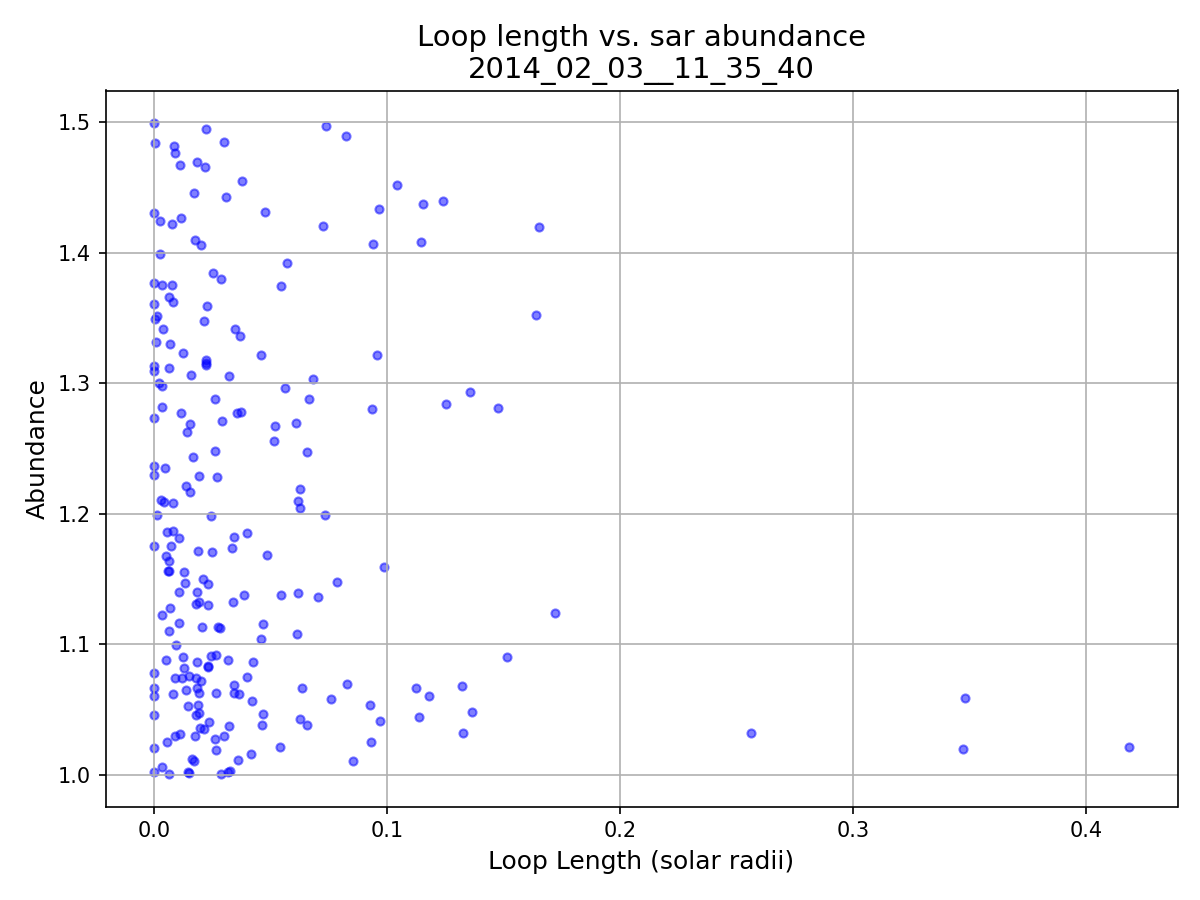 Loop length vs. sar abundance
2014_02_03__11_35_40
Abundance
1.5
1.4
1.3
1.2
1.1
1.0
0.0 0.1 0.2 0.3 0.4
Loop Length (solar radii)